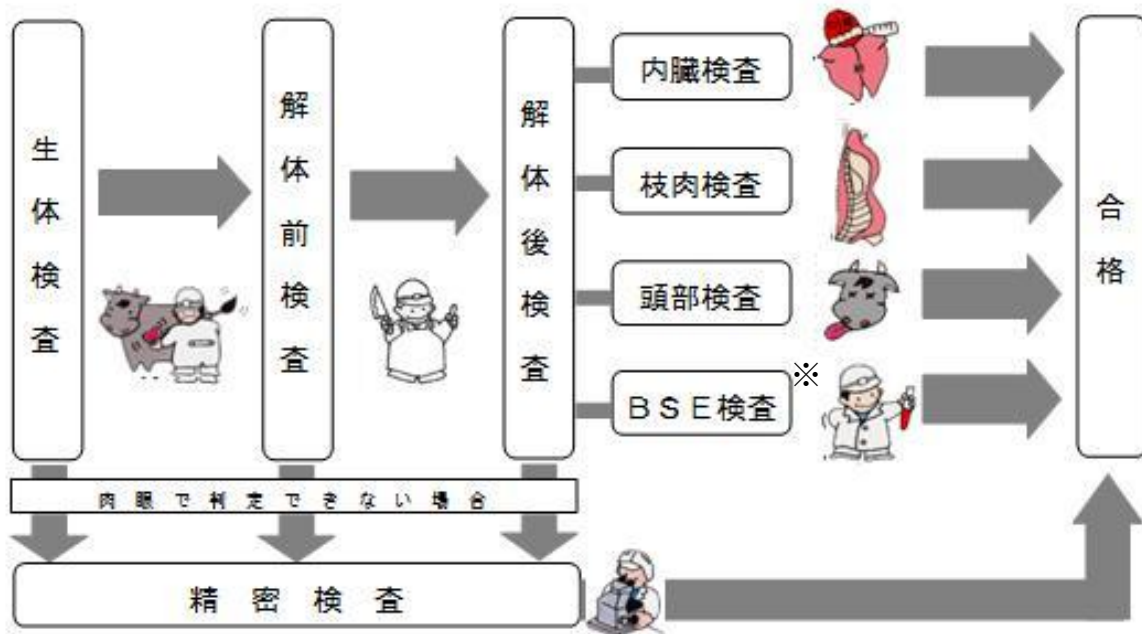 生体検査
解体前検査
解体後検査
内臓検査
枝肉検査
頭部検査
BSE検査※
合格
肉眼で判定できない場合
精密検査